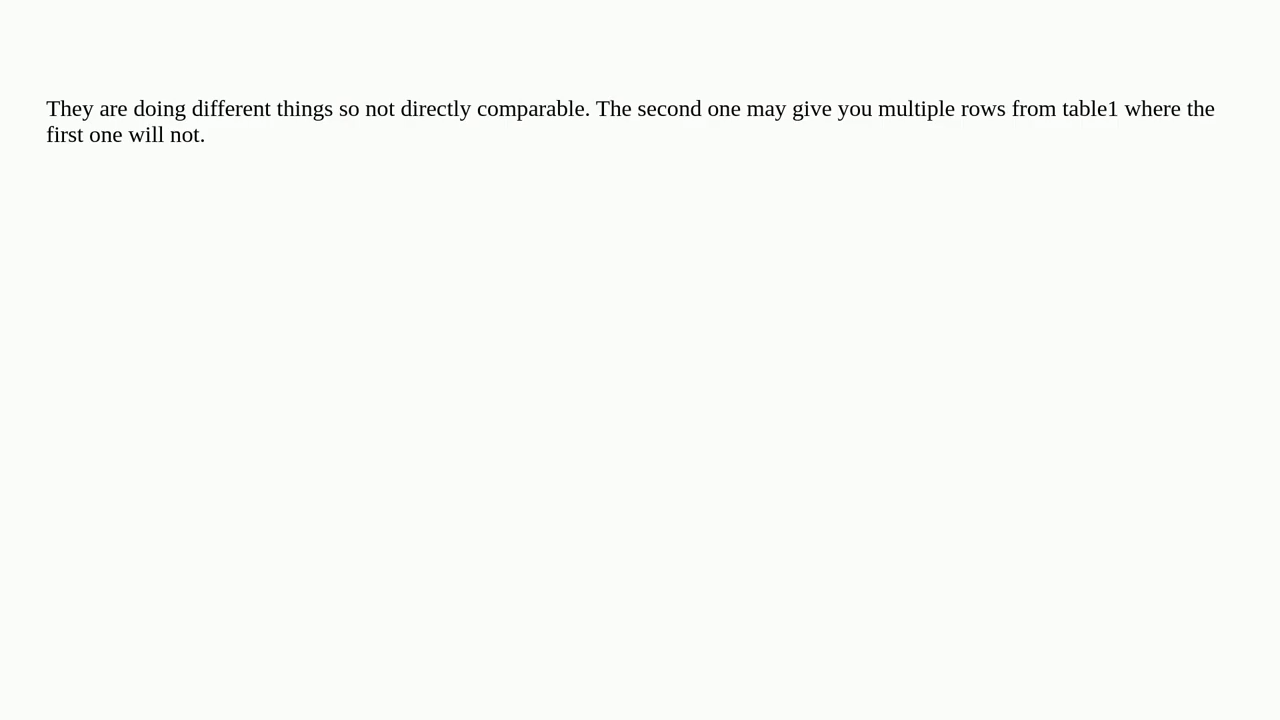 They are doing different things so not directly comparable. The second one may give you multiple rows from table1 where the
first one will not.